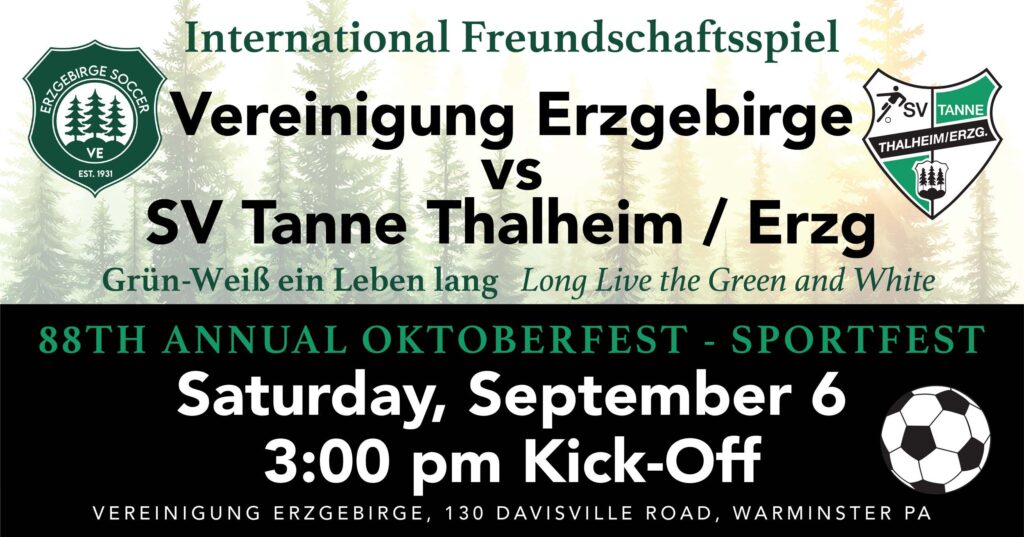 International Freundschaftsspiel
ERZGEBIRGE SOCCER
VE
EST. 1931
Vereinigung Erzgebirge
vs
SV Tanne Thalheim / Erzg
SV TANNE
THALHEIM/ERZG.
Grün-Weiß ein Leben lang Long Live the Green and White
88TH ANNUAL OKTOBERFEST - SPORTFEST
Saturday, September 6
3:00 pm Kick-Off
VEREINIGUNG ERZGEBIRGE, 130 DAVISVILLE ROAD, WARMINSTER PA